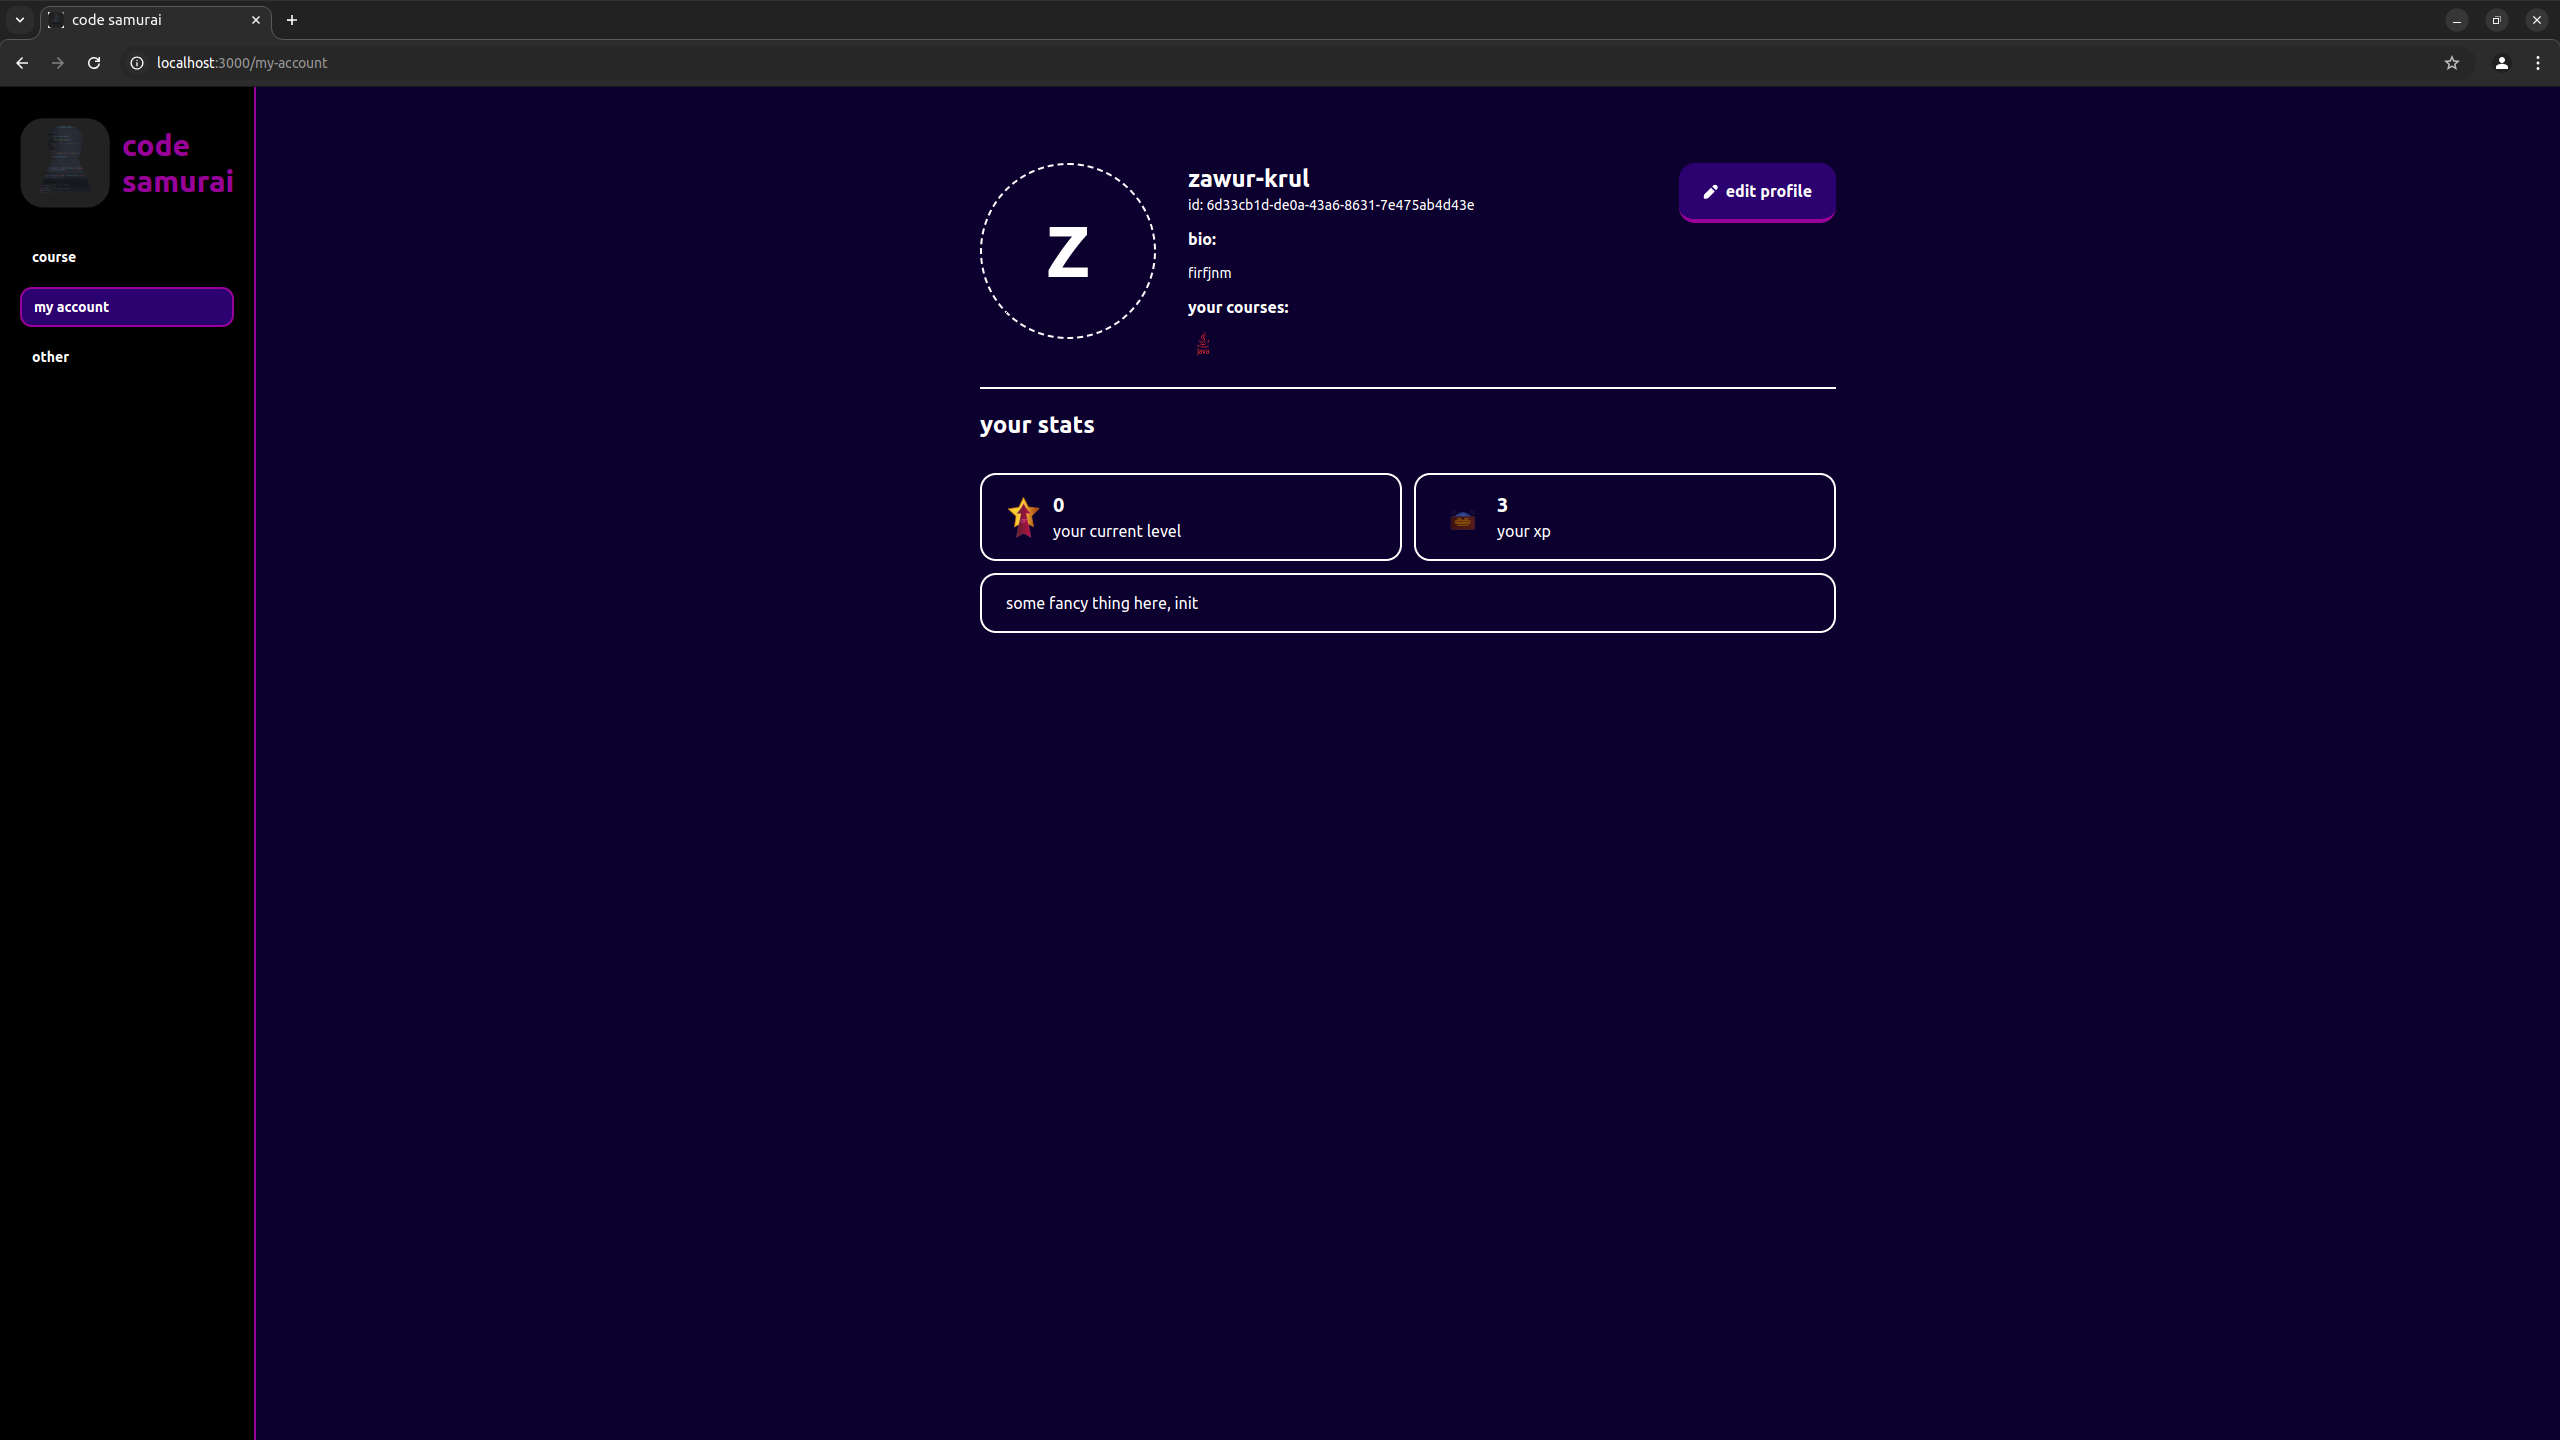 code samurai
localhost:3000/my-account
code
samurai
course
my account
other
Z
zawur-krul
id: 6d33cb1d-de0a-43a6-8631-7e475ab4d43e
bio:
firfjnm
your courses:
Java
edit profile
your stats
0
your current level
3
your xp
some fancy thing here, init